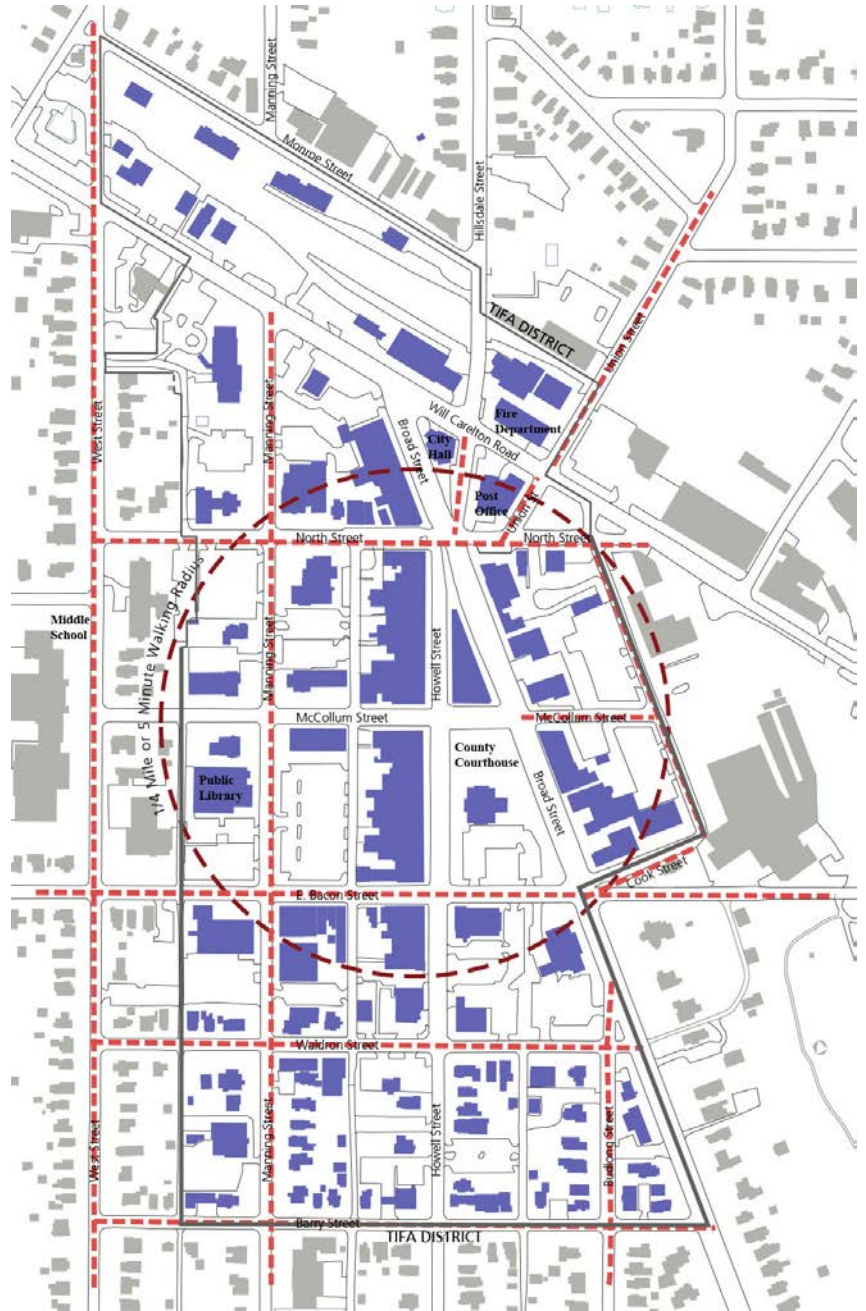 Manning Street
Monroe Street
Hillsdale Street
TIFA DISTRICT
Union Street
West Street
Manning Street
Broad Street
Will Carelton Road
Fire
Department
City
Hall
Post
Office
Union St
North Street
North Street
1/4 Mile or 5 Minute Walking Radius
Middle
School
Manning Street
Howell Street
McCollum Street
McCollum Street
Public
Library
County
Courthouse
Broad Street
Cook Street
E. Bacon Street
Waldron Street
West Street
Manning Street
Howell Street
Budlong Street
Barry Street
TIFA DISTRICT